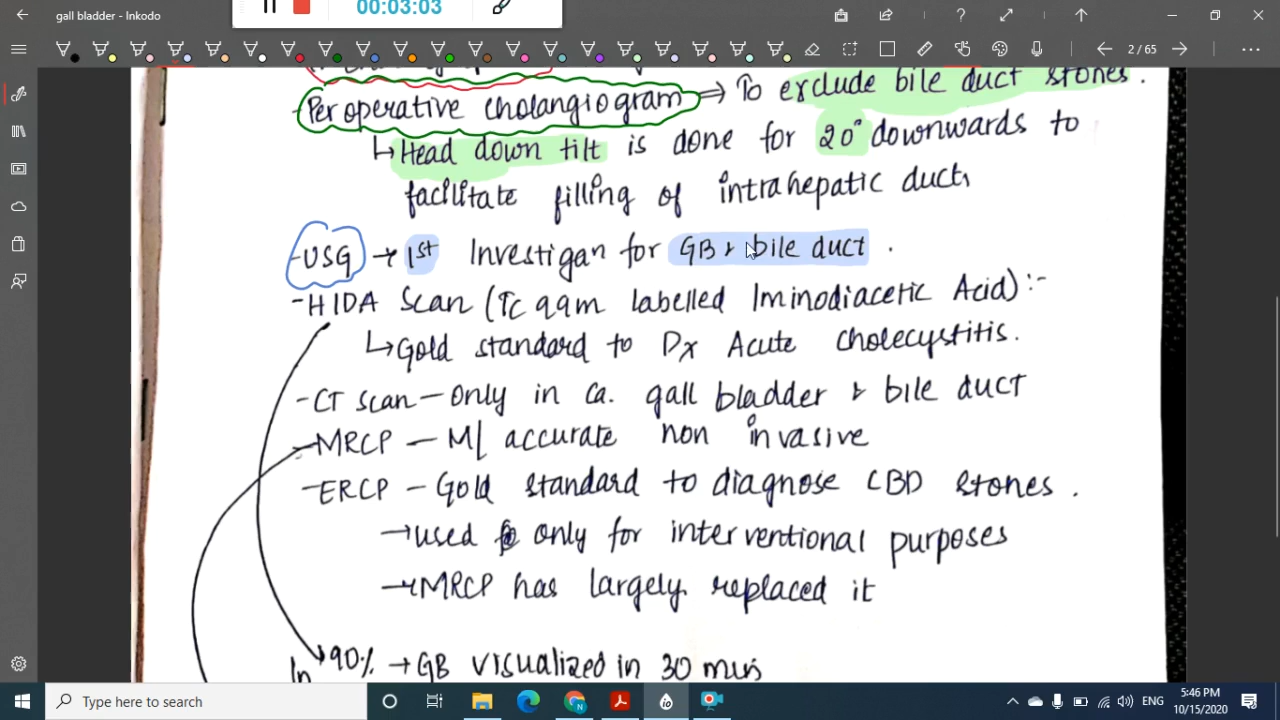 gall bladder - Inkodo
00:03:03
2 / 65
-Per operative cholangiogram ⇒ To exclude bile duct stones.
↳Head down tilt is done for 20° downwards to
facilitate filling of intrahepatic ducts
-USG → 1st Investigan for GB & bile duct .
-HIDA Scan (Tc 99m labelled Iminodiacetic Acid) :-
↳Gold standard to Dx Acute cholecystitis.
-CT scan - Only in Ca. gall bladder & bile duct
-MRCP - M/ accurate non invasive
-ERCP - Gold standard to diagnose CBD stones .
→used only for interventional purposes
→MRCP has largely replaced it
In 90% → GB visualized in 30 mins
Type here to search
ENG
5:46 PM
10/15/2020